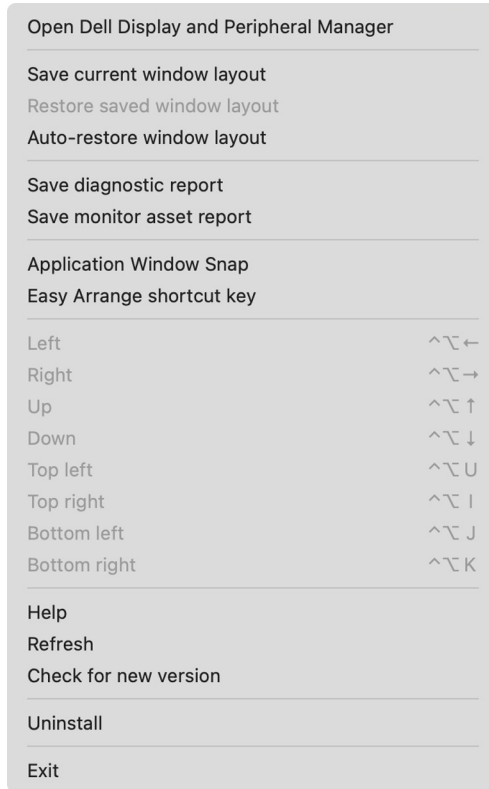 Open Dell Display and Peripheral Manager
Save current window layout
Restore saved window layout
Auto-restore window layout
Save diagnostic report
Save monitor asset report
Application Window Snap
Easy Arrange shortcut key
Left ^⌥←
Right ^⌥→
Up ^⌥↑
Down ^⌥↓
Top left ^⌥U
Top right ^⌥I
Bottom left ^⌥J
Bottom right ^⌥K
Help
Refresh
Check for new version
Uninstall
Exit